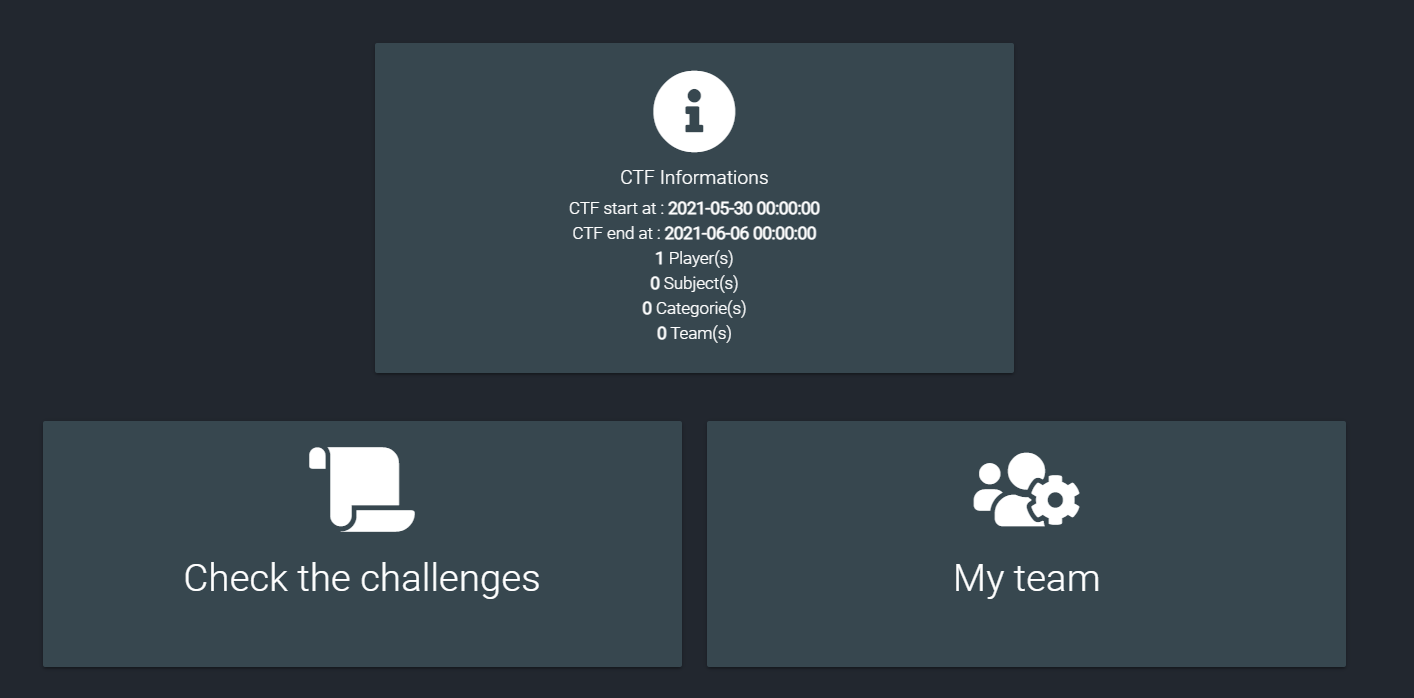 CTF Informations
CTF start at : 2021-05-30 00:00:00
CTF end at : 2021-06-06 00:00:00
1 Player(s)
0 Subject(s)
0 Categorie(s)
0 Team(s)
Check the challenges
My team